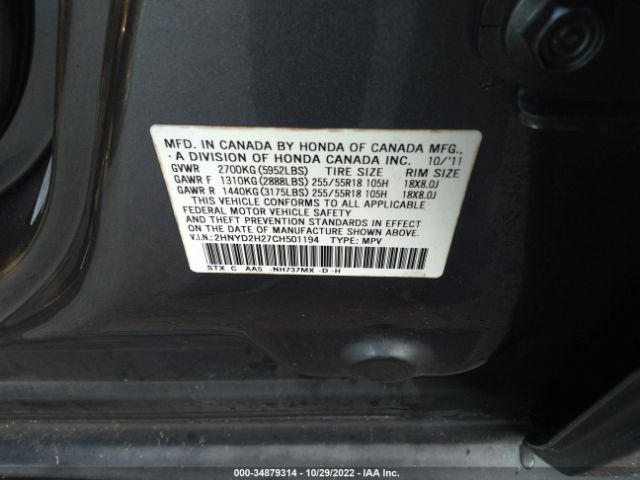 MFD. IN CANADA BY HONDA OF CANADA MFG.,
A DIVISION OF HONDA CANADA INC. 10/'11
GVWR 2700KG(5952LBS) TIRE SIZE RIM SIZE
GAWR F 1310KG(2888LBS) 255/55R18 105H 18X8.0J
GAWR R 1440KG(3175LBS) 255/55R18 105H 18X8.0J
THIS VEHICLE CONFORMS TO ALL APPLICABLE
FEDERAL MOTOR VEHICLE SAFETY
AND THEFT PREVENTION STANDARDS IN EFFECT
ON THE DATE OF MANUFACTURE SHOWN ABOVE.
V.I.N.:2HNYD2H27CH501194 TYPE: MPV
STX C AA5 -NH737MX -D -H
000-34879314 - 10/29/2022 - IAA Inc.